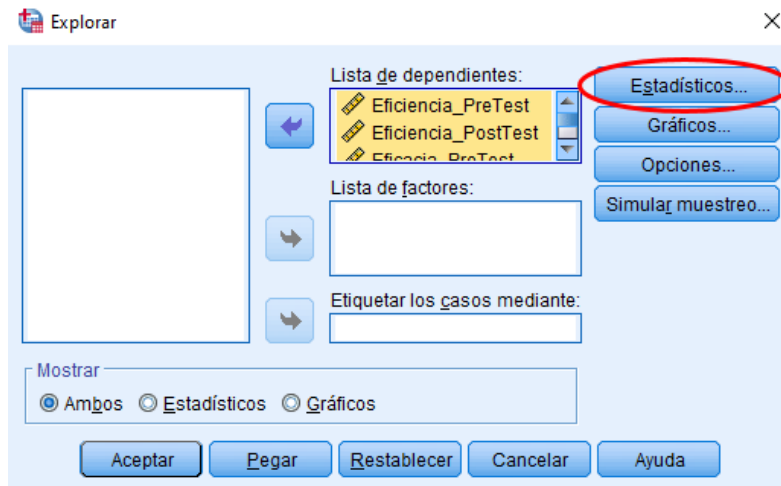 Explorar
Lista de dependientes:
Eficiencia_PreTest
Eficiencia_PostTest
Eficacia_PreTest
Lista de factores:
Etiquetar los casos mediante:
Estadísticos...
Gráficos...
Opciones...
Simular muestreo...
Mostrar
Ambos Estadísticos Gráficos
Aceptar Pegar Restablecer Cancelar Ayuda